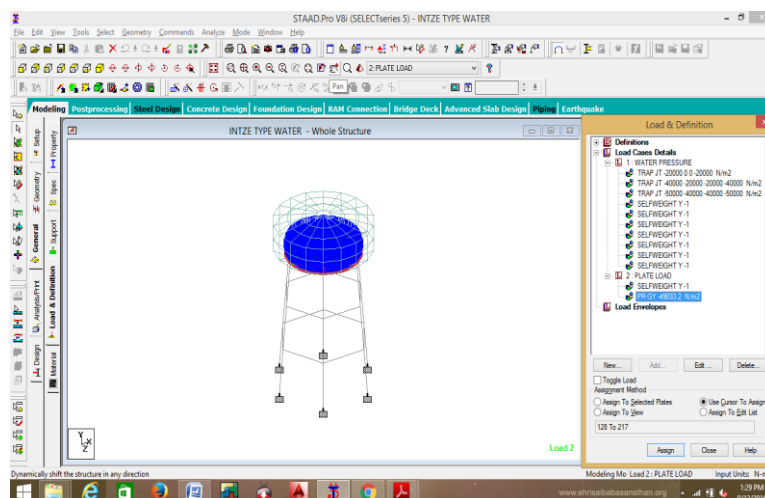 STAAD.Pro V8i (SELECTseries 5) - INTZE TYPE WATER
File Edit View Tools Select Geometry Commands Analyze Mode Window Help
2: PLATE LOAD
Pan
Modeling Postprocessing Steel Design Concrete Design Foundation Design RAM Connection Bridge Deck Advanced Slab Design Piping Earthquake
INTZE TYPE WATER - Whole Structure
Setup
Geometry
General
Analysis/Print
Design
Property
Spec
Support
Load & Definition
Material
Y
X
Z
Load 2
Load & Definition
Definitions
Load Cases Details
1 : WATER PRESSURE
TRAP JT -20000 0 0 -20000 N/m2
TRAP JT -40000 -20000 -20000 -40000 N/m2
TRAP JT -50000 -40000 -40000 -50000 N/m2
SELFWEIGHT Y -1
SELFWEIGHT Y -1
SELFWEIGHT Y -1
SELFWEIGHT Y -1
SELFWEIGHT Y -1
2 : PLATE LOAD
SELFWEIGHT Y -1
PR GY -49033.2 N/m2
Load Envelopes
New... Add... Edit ... Delete...
Toggle Load
Assignment Method
Assign To Selected Plates Use Cursor To Assign
Assign To View Assign To Edit List
128 To 217
Assign Close Help
Dynamically shift the structure in any direction Modeling Mo Load 2 : PLATE LOAD Input Units: N-m
www.shrisaibabasansthan.org
1:29 PM